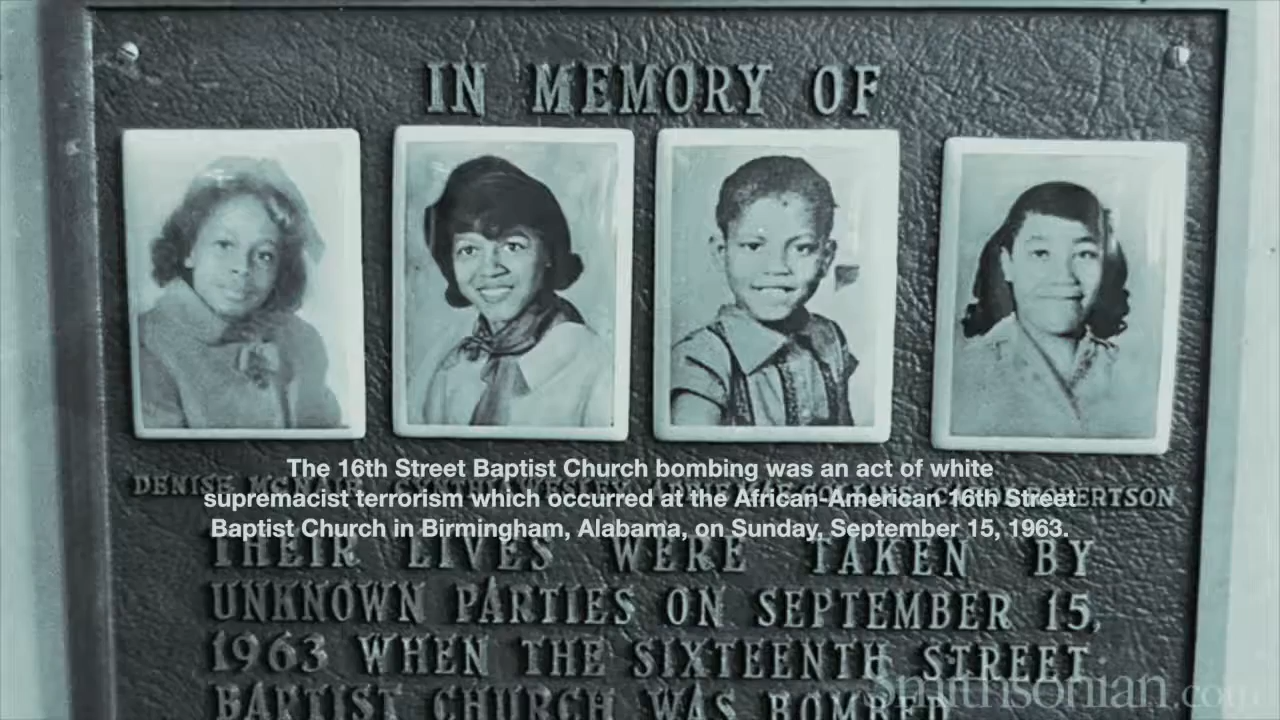 IN MEMORY OF
The 16th Street Baptist Church bombing was an act of white
supremacist terrorism which occurred at the African-American 16th Street
Baptist Church in Birmingham, Alabama, on Sunday, September 15, 1963.
DENISE ROBERTSON
THEIR LIVES WERE TAKEN BY
UNKNOWN PARTIES ON SEPTEMBER 15,
1963 WHEN THE SIXTEENTH STREET
BAPTIST CHURCH WAS BOMBED
Smithsonian.com